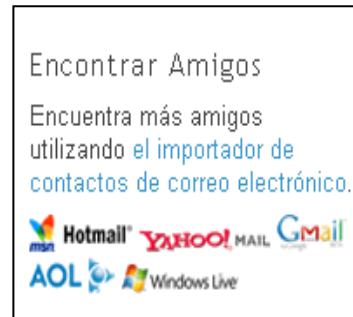 Encontrar Amigos
Encuentra más amigos
utilizando el importador de
contactos de correo electrónico.
msn Hotmail® YAHOO! MAIL Gmail
AOL Windows Live